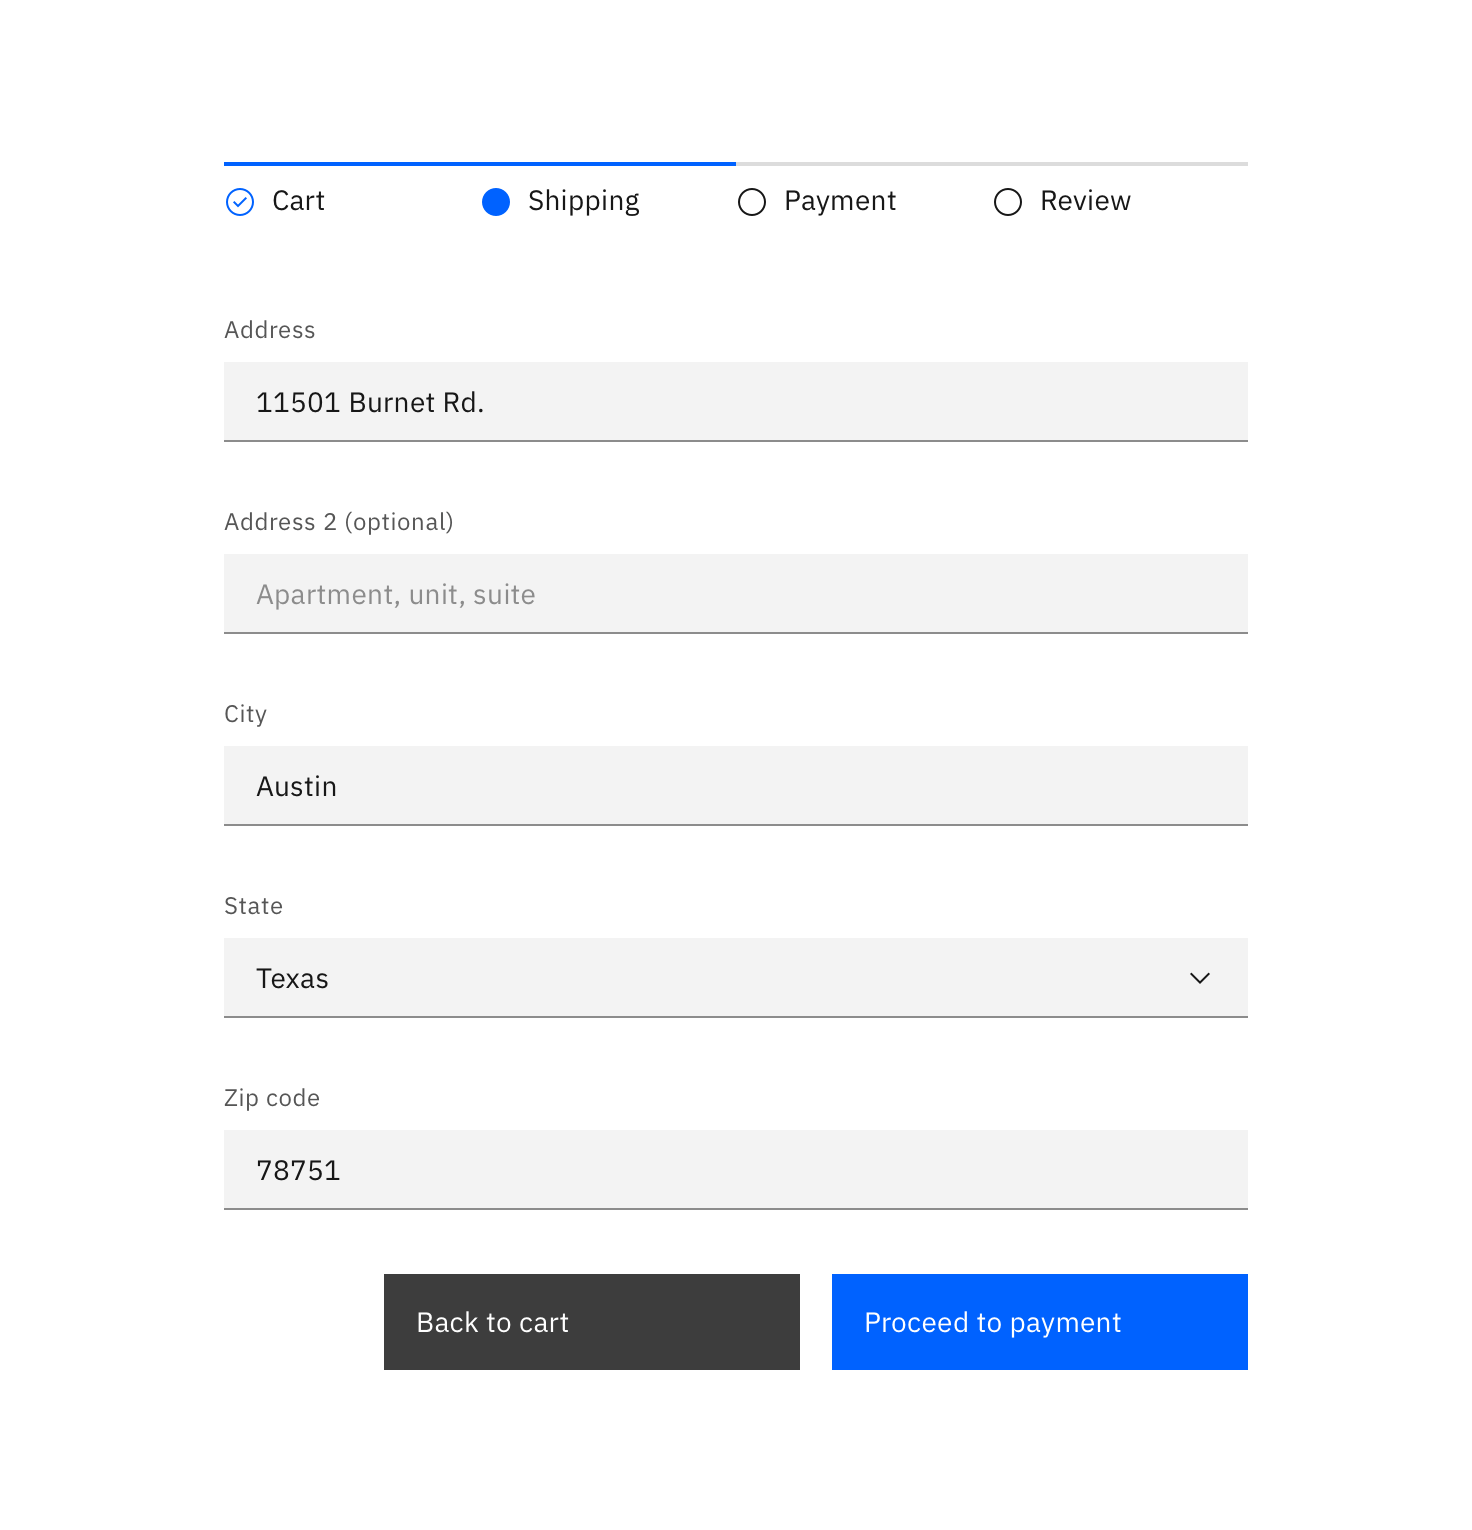 Cart
Shipping
Payment
Review
Address
11501 Burnet Rd.
Address 2 (optional)
Apartment, unit, suite
City
Austin
State
Texas
Zip code
78751
Back to cart
Proceed to payment